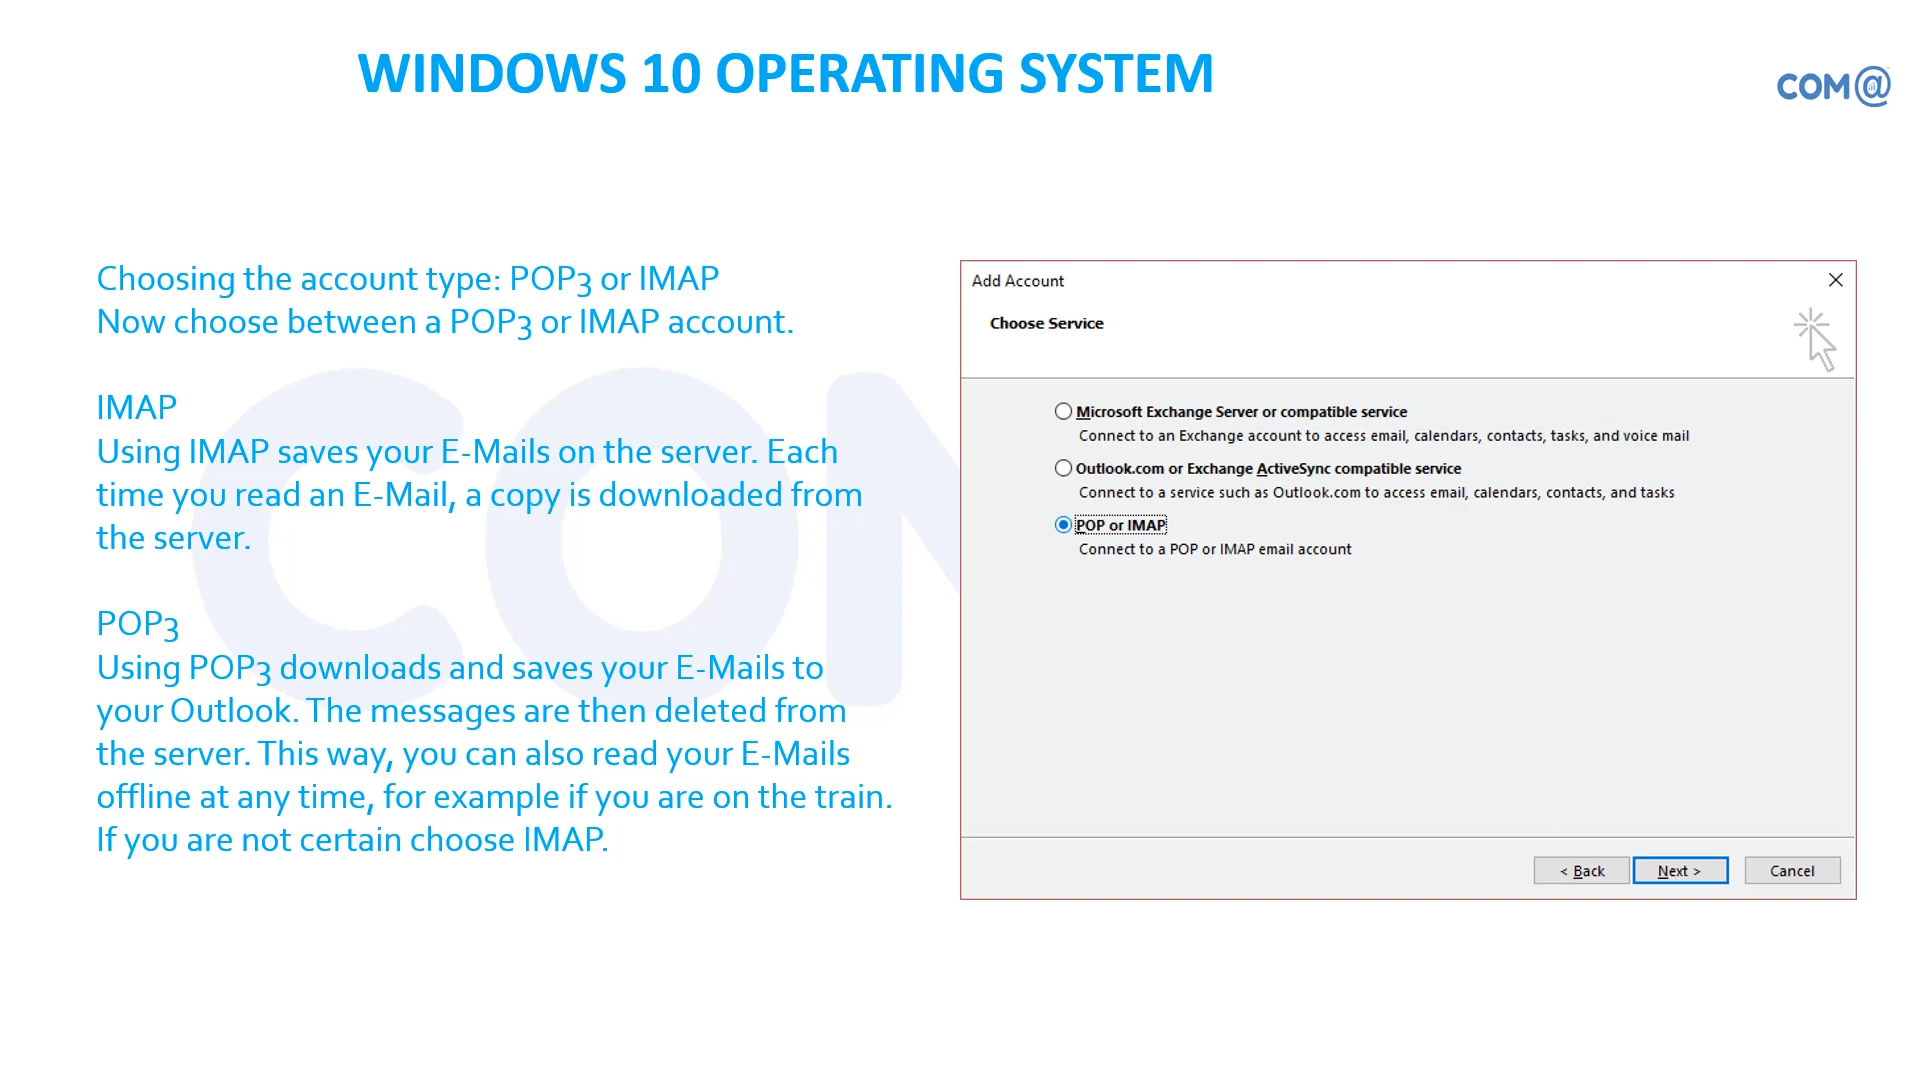 WINDOWS 10 OPERATING SYSTEM
COM@
Choosing the account type: POP3 or IMAP
Now choose between a POP3 or IMAP account.
IMAP
Using IMAP saves your E-Mails on the server. Each
time you read an E-Mail, a copy is downloaded from
the server.
POP3
Using POP3 downloads and saves your E-Mails to
your Outlook. The messages are then deleted from
the server. This way, you can also read your E-Mails
offline at any time, for example if you are on the train.
If you are not certain choose IMAP.
Add Account
Choose Service
Microsoft Exchange Server or compatible service
Connect to an Exchange account to access email, calendars, contacts, tasks, and voice mail
Outlook.com or Exchange ActiveSync compatible service
Connect to a service such as Outlook.com to access email, calendars, contacts, and tasks
POP or IMAP
Connect to a POP or IMAP email account
< Back
Next >
Cancel